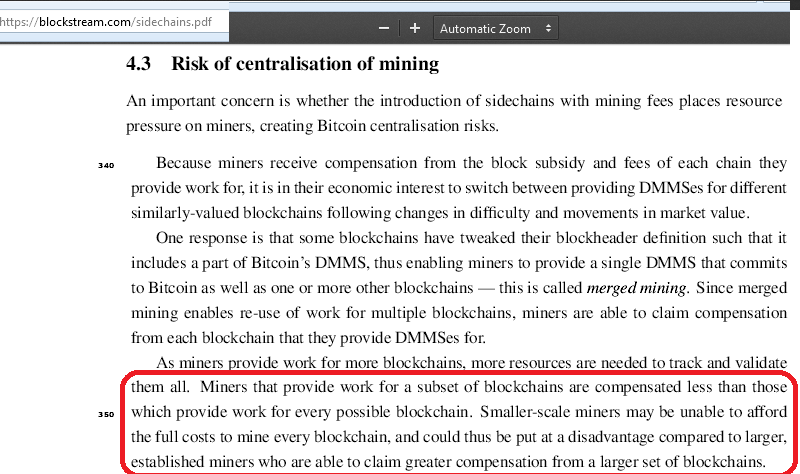 https://blockstream.com/sidechains.pdf
− + Automatic Zoom
4.3 Risk of centralisation of mining
An important concern is whether the introduction of sidechains with mining fees places resource
pressure on miners, creating Bitcoin centralisation risks.
340 Because miners receive compensation from the block subsidy and fees of each chain they
provide work for, it is in their economic interest to switch between providing DMMSes for different
similarly-valued blockchains following changes in difficulty and movements in market value.
One response is that some blockchains have tweaked their blockheader definition such that it
includes a part of Bitcoin's DMMS, thus enabling miners to provide a single DMMS that commits
to Bitcoin as well as one or more other blockchains — this is called merged mining. Since merged
mining enables re-use of work for multiple blockchains, miners are able to claim compensation
from each blockchain that they provide DMMSes for.
As miners provide work for more blockchains, more resources are needed to track and validate
them all. Miners that provide work for a subset of blockchains are compensated less than those
350 which provide work for every possible blockchain. Smaller-scale miners may be unable to afford
the full costs to mine every blockchain, and could thus be put at a disadvantage compared to larger,
established miners who are able to claim greater compensation from a larger set of blockchains.